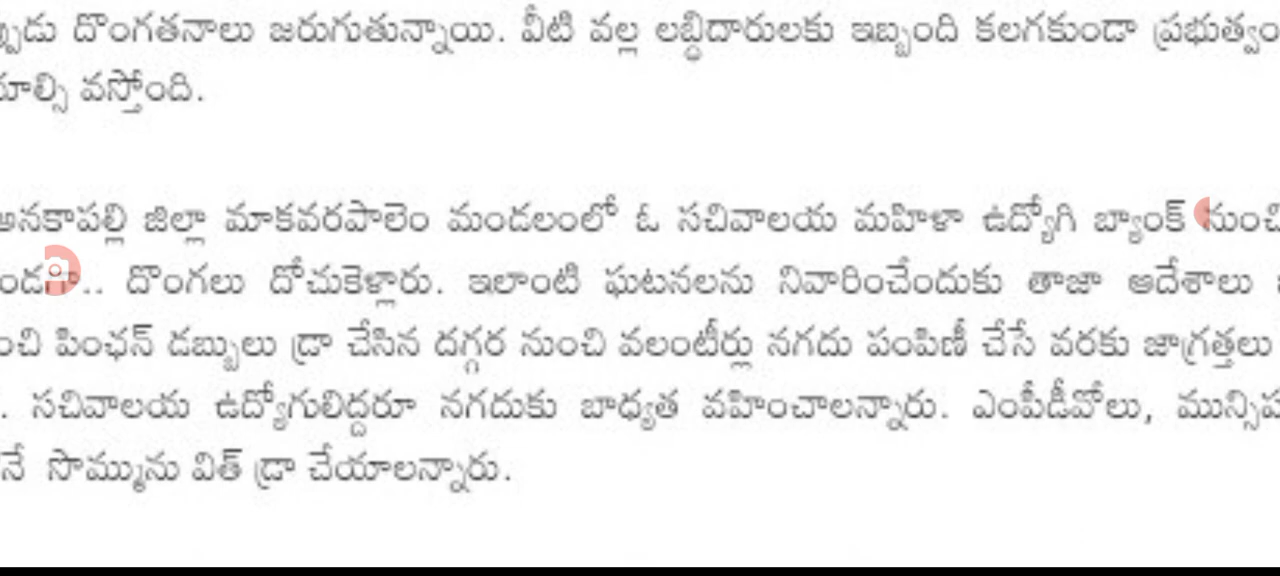 దొంగతనాలు జరుగుతున్నాయి. వీటి వల్ల లబ్ధిదారులకు ఇబ్బంది కలగకుండా ప్రభుత్వం
వస్తోంది.
అనకాపల్లి జిల్లా మాకవరపాలెం మండలంలో ఓ సచివాలయ మహిళా ఉద్యోగి బ్యాంక్
దొంగలు దోచుకెళ్లారు. ఇలాంటి ఘటనలను నివారించేందుకు తాజా ఆదేశాలు
పింఛన్ డబ్బులు డ్రా చేసిన దగ్గర నుంచి వలంటీర్లు నగదు పంపిణీ చేసే వరకు జాగ్రత్తలు
. సచివాలయ ఉద్యోగులిద్దరూ నగదుకు బాధ్యత వహించాలన్నారు. ఎంపీడీవోలు,
నే సొమ్మును విత్ డ్రా చేయాలన్నారు.